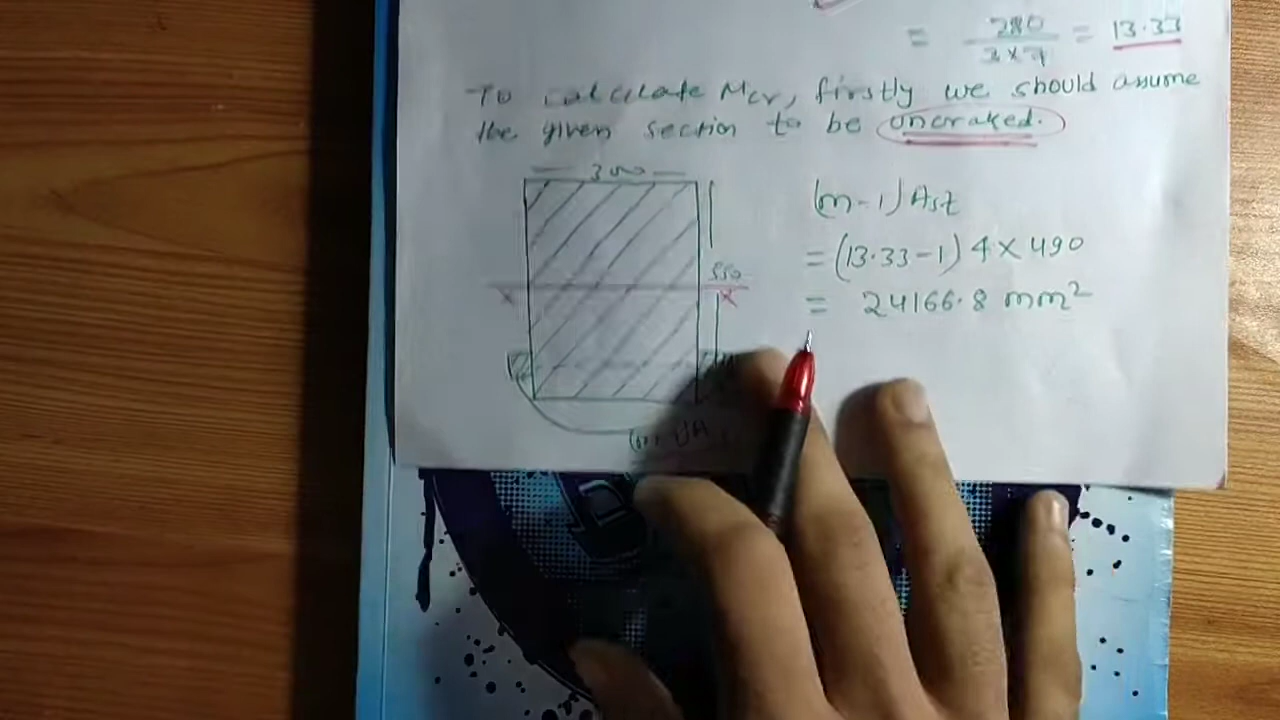 = 280 / 3×7 = 13.33
To calculate Mcr, firstly we should assume
the given section to be uncraked.
300
(m-1) Ast
= (13.33-1) 4 × 490
550
x x
= 24166.8 mm²